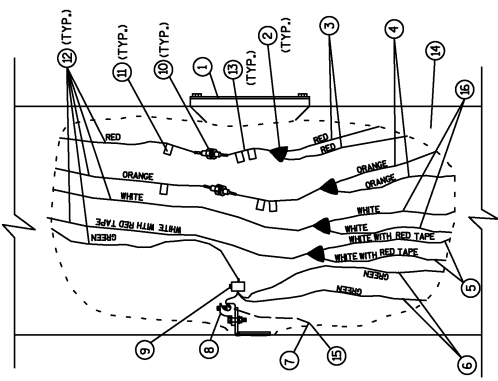 12 (TYP.)
11 (TYP.)
10 (TYP.)
1
13 (TYP.)
2 (TYP.)
3
4
14
16
RED
RED
RED
ORANGE
ORANGE
ORANGE
WHITE
WHITE
WHITE
WHITE WITH RED TAPE
WHITE WITH RED TAPE
WHITE WITH RED TAPE
GREEN
GREEN
GREEN
9
8
7
15
6
5